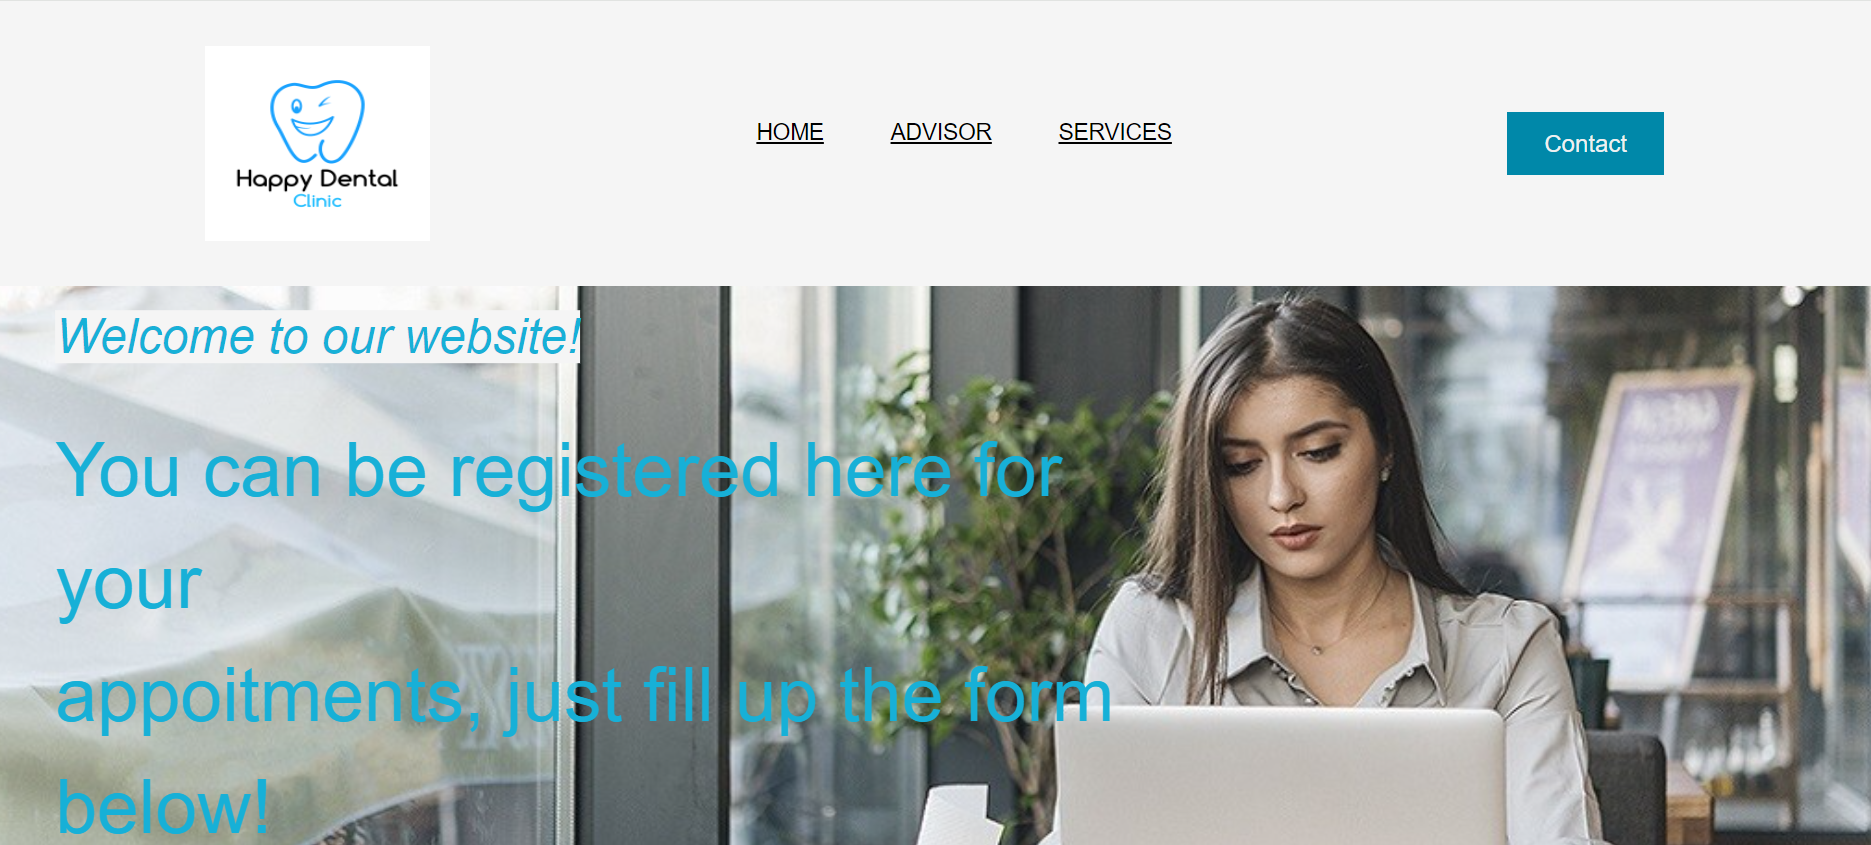 Happy Dental
Clinic
HOME ADVISOR SERVICES
Contact
Welcome to our website!
You can be registered here for
your
appoitments, just fill up the form
below!